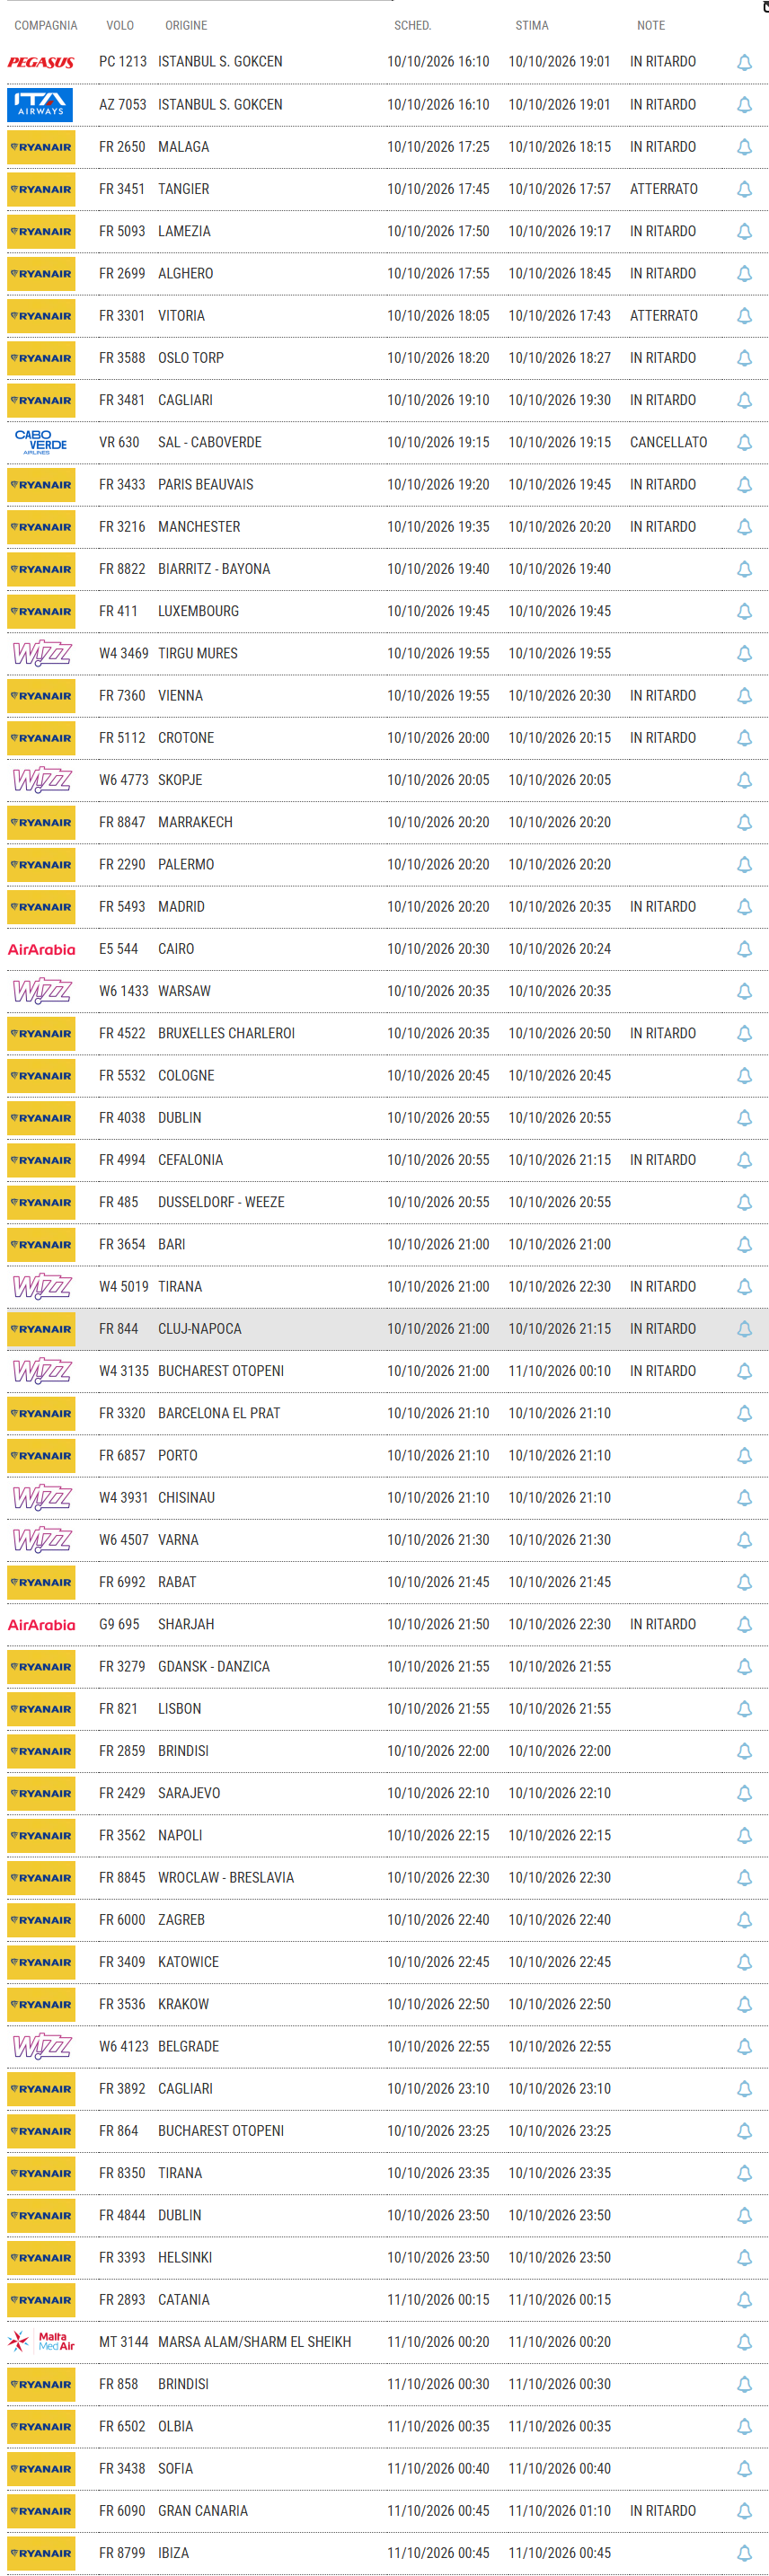 COMPAGNIA VOLO ORIGINE SCHED. STIMA NOTE
PEGASUS PC 1213 ISTANBUL S. GOKCEN 10/10/2026 16:10 10/10/2026 19:01 IN RITARDO
ITA AIRWAYS AZ 7053 ISTANBUL S. GOKCEN 10/10/2026 16:10 10/10/2026 19:01 IN RITARDO
RYANAIR FR 2650 MALAGA 10/10/2026 17:25 10/10/2026 18:15 IN RITARDO
RYANAIR FR 3451 TANGIER 10/10/2026 17:45 10/10/2026 17:57 ATTERRATO
RYANAIR FR 5093 LAMEZIA 10/10/2026 17:50 10/10/2026 19:17 IN RITARDO
RYANAIR FR 2699 ALGHERO 10/10/2026 17:55 10/10/2026 18:45 IN RITARDO
RYANAIR FR 3301 VITORIA 10/10/2026 18:05 10/10/2026 17:43 ATTERRATO
RYANAIR FR 3588 OSLO TORP 10/10/2026 18:20 10/10/2026 18:27 IN RITARDO
RYANAIR FR 3481 CAGLIARI 10/10/2026 19:10 10/10/2026 19:30 IN RITARDO
CABO VERDE AIRLINES VR 630 SAL - CABOVERDE 10/10/2026 19:15 10/10/2026 19:15 CANCELLATO
RYANAIR FR 3433 PARIS BEAUVAIS 10/10/2026 19:20 10/10/2026 19:45 IN RITARDO
RYANAIR FR 3216 MANCHESTER 10/10/2026 19:35 10/10/2026 20:20 IN RITARDO
RYANAIR FR 8822 BIARRITZ - BAYONA 10/10/2026 19:40 10/10/2026 19:40
RYANAIR FR 411 LUXEMBOURG 10/10/2026 19:45 10/10/2026 19:45
WIZZ W4 3469 TIRGU MURES 10/10/2026 19:55 10/10/2026 19:55
RYANAIR FR 7360 VIENNA 10/10/2026 19:55 10/10/2026 20:30 IN RITARDO
RYANAIR FR 5112 CROTONE 10/10/2026 20:00 10/10/2026 20:15 IN RITARDO
WIZZ W6 4773 SKOPJE 10/10/2026 20:05 10/10/2026 20:05
RYANAIR FR 8847 MARRAKECH 10/10/2026 20:20 10/10/2026 20:20
RYANAIR FR 2290 PALERMO 10/10/2026 20:20 10/10/2026 20:20
RYANAIR FR 5493 MADRID 10/10/2026 20:20 10/10/2026 20:35 IN RITARDO
AirArabia E5 544 CAIRO 10/10/2026 20:30 10/10/2026 20:24
WIZZ W6 1433 WARSAW 10/10/2026 20:35 10/10/2026 20:35
RYANAIR FR 4522 BRUXELLES CHARLEROI 10/10/2026 20:35 10/10/2026 20:50 IN RITARDO
RYANAIR FR 5532 COLOGNE 10/10/2026 20:45 10/10/2026 20:45
RYANAIR FR 4038 DUBLIN 10/10/2026 20:55 10/10/2026 20:55
RYANAIR FR 4994 CEFALONIA 10/10/2026 20:55 10/10/2026 21:15 IN RITARDO
RYANAIR FR 485 DUSSELDORF - WEEZE 10/10/2026 20:55 10/10/2026 20:55
RYANAIR FR 3654 BARI 10/10/2026 21:00 10/10/2026 21:00
WIZZ W4 5019 TIRANA 10/10/2026 21:00 10/10/2026 22:30 IN RITARDO
RYANAIR FR 844 CLUJ-NAPOCA 10/10/2026 21:00 10/10/2026 21:15 IN RITARDO
WIZZ W4 3135 BUCHAREST OTOPENI 10/10/2026 21:00 11/10/2026 00:10 IN RITARDO
RYANAIR FR 3320 BARCELONA EL PRAT 10/10/2026 21:10 10/10/2026 21:10
RYANAIR FR 6857 PORTO 10/10/2026 21:10 10/10/2026 21:10
WIZZ W4 3931 CHISINAU 10/10/2026 21:10 10/10/2026 21:10
WIZZ W6 4507 VARNA 10/10/2026 21:30 10/10/2026 21:30
RYANAIR FR 6992 RABAT 10/10/2026 21:45 10/10/2026 21:45
AirArabia G9 695 SHARJAH 10/10/2026 21:50 10/10/2026 22:30 IN RITARDO
RYANAIR FR 3279 GDANSK - DANZICA 10/10/2026 21:55 10/10/2026 21:55
RYANAIR FR 821 LISBON 10/10/2026 21:55 10/10/2026 21:55
RYANAIR FR 2859 BRINDISI 10/10/2026 22:00 10/10/2026 22:00
RYANAIR FR 2429 SARAJEVO 10/10/2026 22:10 10/10/2026 22:10
RYANAIR FR 3562 NAPOLI 10/10/2026 22:15 10/10/2026 22:15
RYANAIR FR 8845 WROCLAW - BRESLAVIA 10/10/2026 22:30 10/10/2026 22:30
RYANAIR FR 6000 ZAGREB 10/10/2026 22:40 10/10/2026 22:40
RYANAIR FR 3409 KATOWICE 10/10/2026 22:45 10/10/2026 22:45
RYANAIR FR 3536 KRAKOW 10/10/2026 22:50 10/10/2026 22:50
WIZZ W6 4123 BELGRADE 10/10/2026 22:55 10/10/2026 22:55
RYANAIR FR 3892 CAGLIARI 10/10/2026 23:10 10/10/2026 23:10
RYANAIR FR 864 BUCHAREST OTOPENI 10/10/2026 23:25 10/10/2026 23:25
RYANAIR FR 8350 TIRANA 10/10/2026 23:35 10/10/2026 23:35
RYANAIR FR 4844 DUBLIN 10/10/2026 23:50 10/10/2026 23:50
RYANAIR FR 3393 HELSINKI 10/10/2026 23:50 10/10/2026 23:50
RYANAIR FR 2893 CATANIA 11/10/2026 00:15 11/10/2026 00:15
Malta MedAir MT 3144 MARSA ALAM/SHARM EL SHEIKH 11/10/2026 00:20 11/10/2026 00:20
RYANAIR FR 858 BRINDISI 11/10/2026 00:30 11/10/2026 00:30
RYANAIR FR 6502 OLBIA 11/10/2026 00:35 11/10/2026 00:35
RYANAIR FR 3438 SOFIA 11/10/2026 00:40 11/10/2026 00:40
RYANAIR FR 6090 GRAN CANARIA 11/10/2026 00:45 11/10/2026 01:10 IN RITARDO
RYANAIR FR 8799 IBIZA 11/10/2026 00:45 11/10/2026 00:45